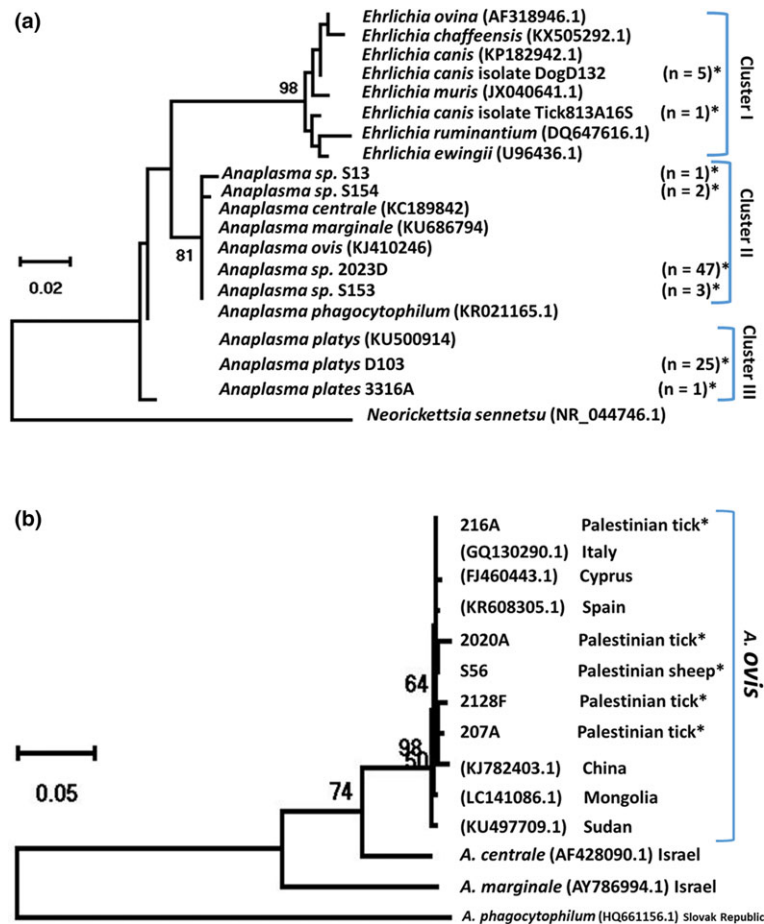 (a)
Ehrlichia ovina (AF318946.1)
Ehrlichia chaffeensis (KX505292.1)
Ehrlichia canis (KP182942.1)
Ehrlichia canis isolate DogD132 (n = 5)*
Ehrlichia muris (JX040641.1)
Ehrlichia canis isolate Tick813A16S (n = 1)*
Ehrlichia ruminantium (DQ647616.1)
Ehrlichia ewingii (U96436.1)
Cluster I
98
Anaplasma sp. S13 (n = 1)*
Anaplasma sp. S154 (n = 2)*
Anaplasma centrale (KC189842)
Anaplasma marginale (KU686794)
Anaplasma ovis (KJ410246)
Anaplasma sp. 2023D (n = 47)*
Anaplasma sp. S153 (n = 3)*
Anaplasma phagocytophilum (KR021165.1)
Cluster II
81
0.02
Anaplasma platys (KU500914)
Anaplasma platys D103 (n = 25)*
Anaplasma plates 3316A (n = 1)*
Cluster III
Neorickettsia sennetsu (NR_044746.1)
(b)
216A Palestinian tick*
(GQ130290.1) Italy
(FJ460443.1) Cyprus
(KR608305.1) Spain
2020A Palestinian tick*
S56 Palestinian sheep*
2128F Palestinian tick*
207A Palestinian tick*
(KJ782403.1) China
(LC141086.1) Mongolia
(KU497709.1) Sudan
A. ovis
64
98
50
74
0.05
A. centrale (AF428090.1) Israel
A. marginale (AY786994.1) Israel
A. phagocytophilum (HQ661156.1) Slovak Republic